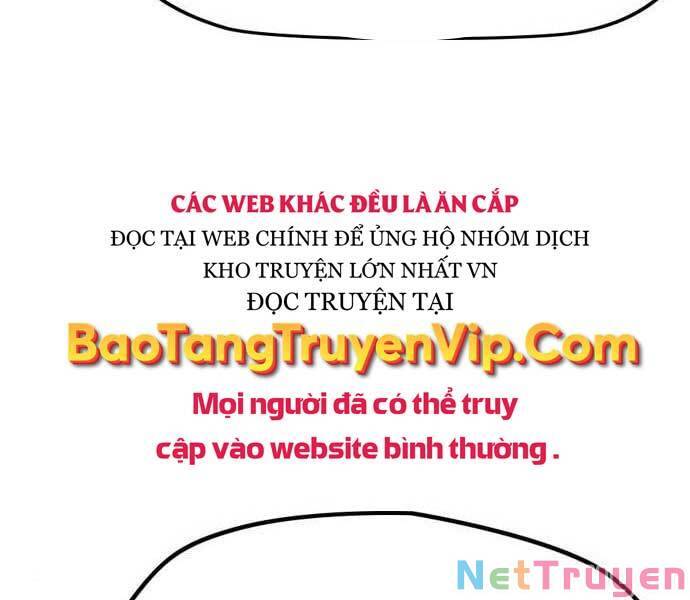 CÁC WEB KHÁC ĐỀU LÀ ĂN CẮP
ĐỌC TẠI WEB CHÍNH ĐỂ ỦNG HỘ NHÓM DỊCH
KHO TRUYỆN LỚN NHẤT VN
ĐỌC TRUYỆN TẠI
BaoTangTruyenVip.Com
Mọi người đã có thể truy
cập vào website bình thường.
NetTruyen